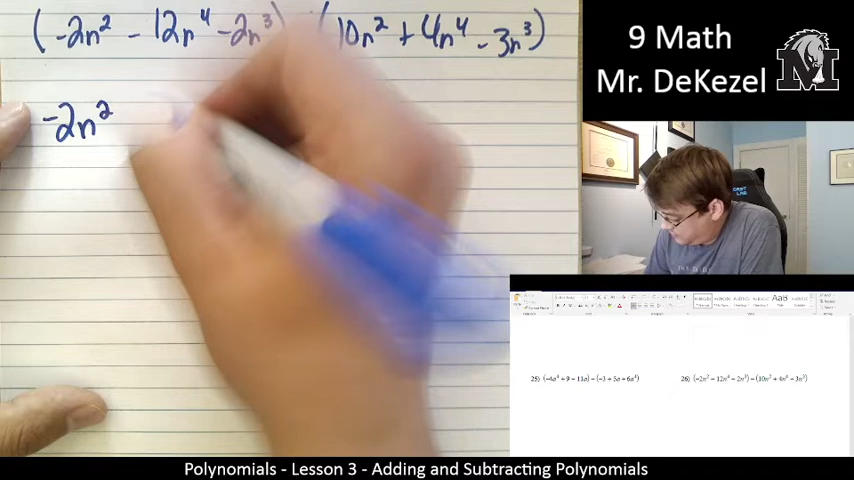 (-2n² - 12n⁴ - 2n³) (10n² + 4n⁴ - 3n³)
-2n²
9 Math
Mr. DeKezel
M
25) (−4a⁴ + 9 − 11a) − (−3 + 5a + 6a⁴) 26) (−2n² − 12n⁴ − 2n³) − (10n² + 4n⁴ − 3n³)
Polynomials - Lesson 3 - Adding and Subtracting Polynomials